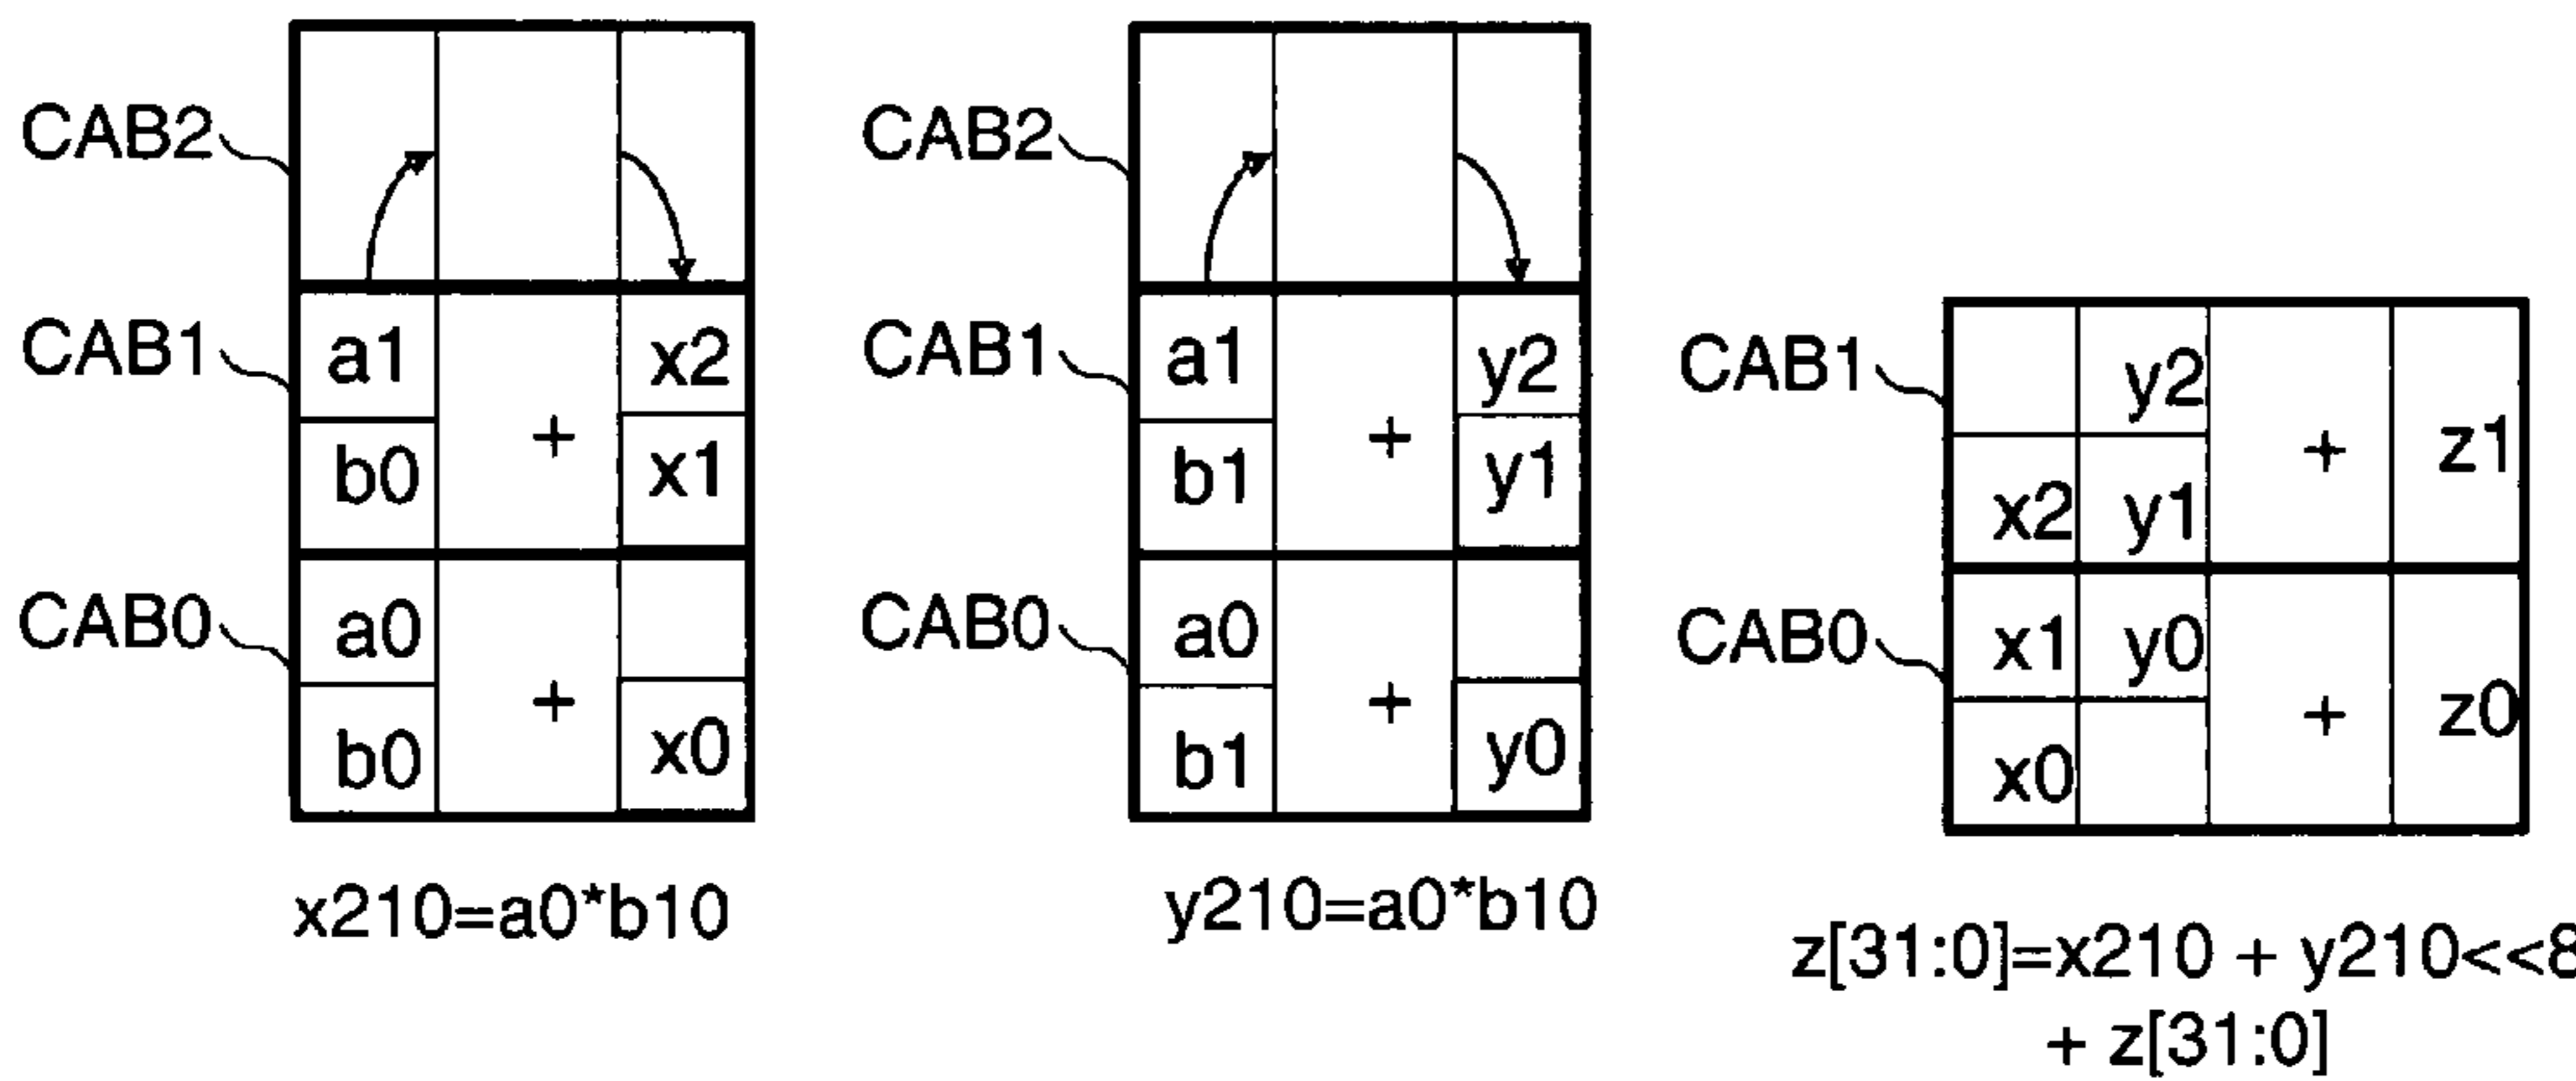 CAB2
CAB1
CAB0
a1
b0
a0
b0
+
+
x2
x1
x0
x210=a0*b10
CAB2
CAB1
CAB0
a1
b1
a0
b1
+
+
y2
y1
y0
y210=a0*b10
CAB1
CAB0
y2
x2 y1
x1 y0
x0
+
+
z1
z0
z[31:0]=x210 + y210<<8
+ z[31:0]